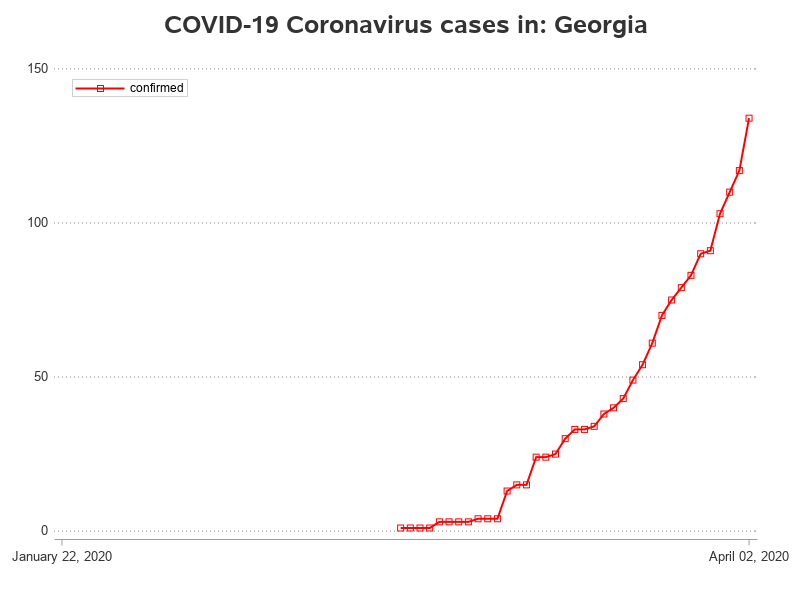 COVID-19 Coronavirus cases in: Georgia
150
confirmed
100
50
0
January 22, 2020
April 02, 2020